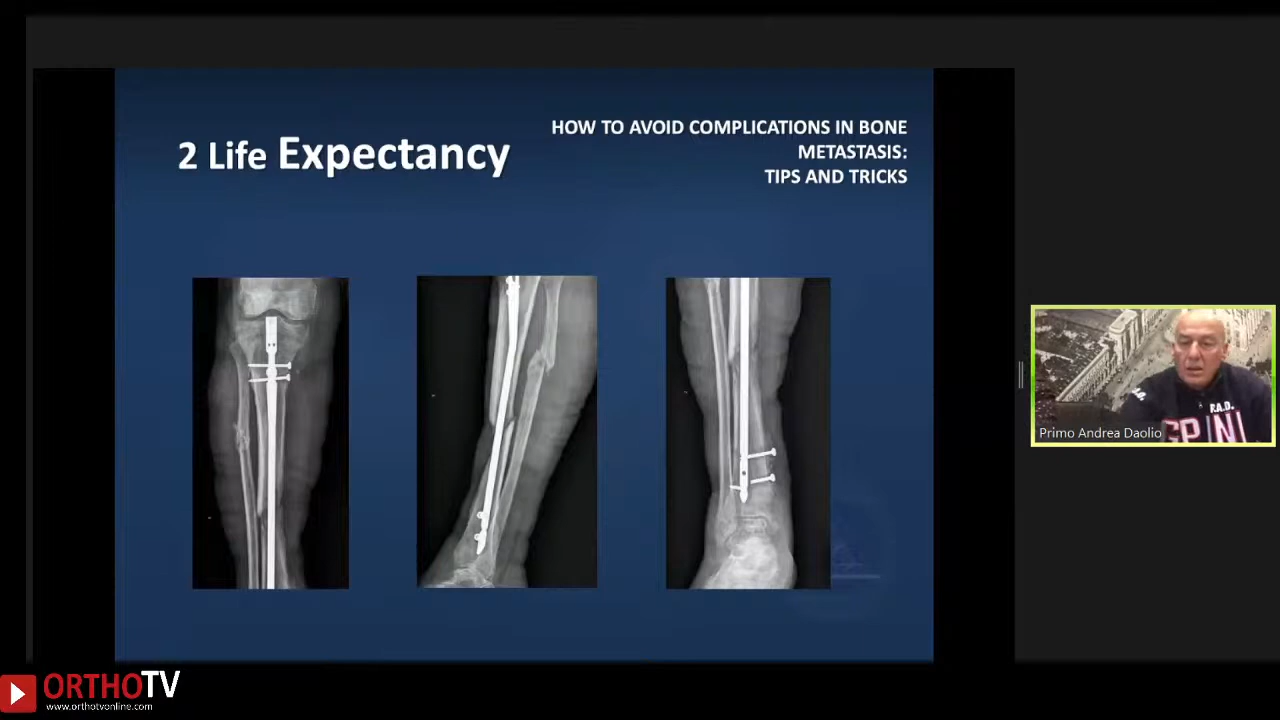 2 Life Expectancy
HOW TO AVOID COMPLICATIONS IN BONE
METASTASIS:
TIPS AND TRICKS
Primo Andrea Daolio
ORTHOTV
www.orthotvonline.com